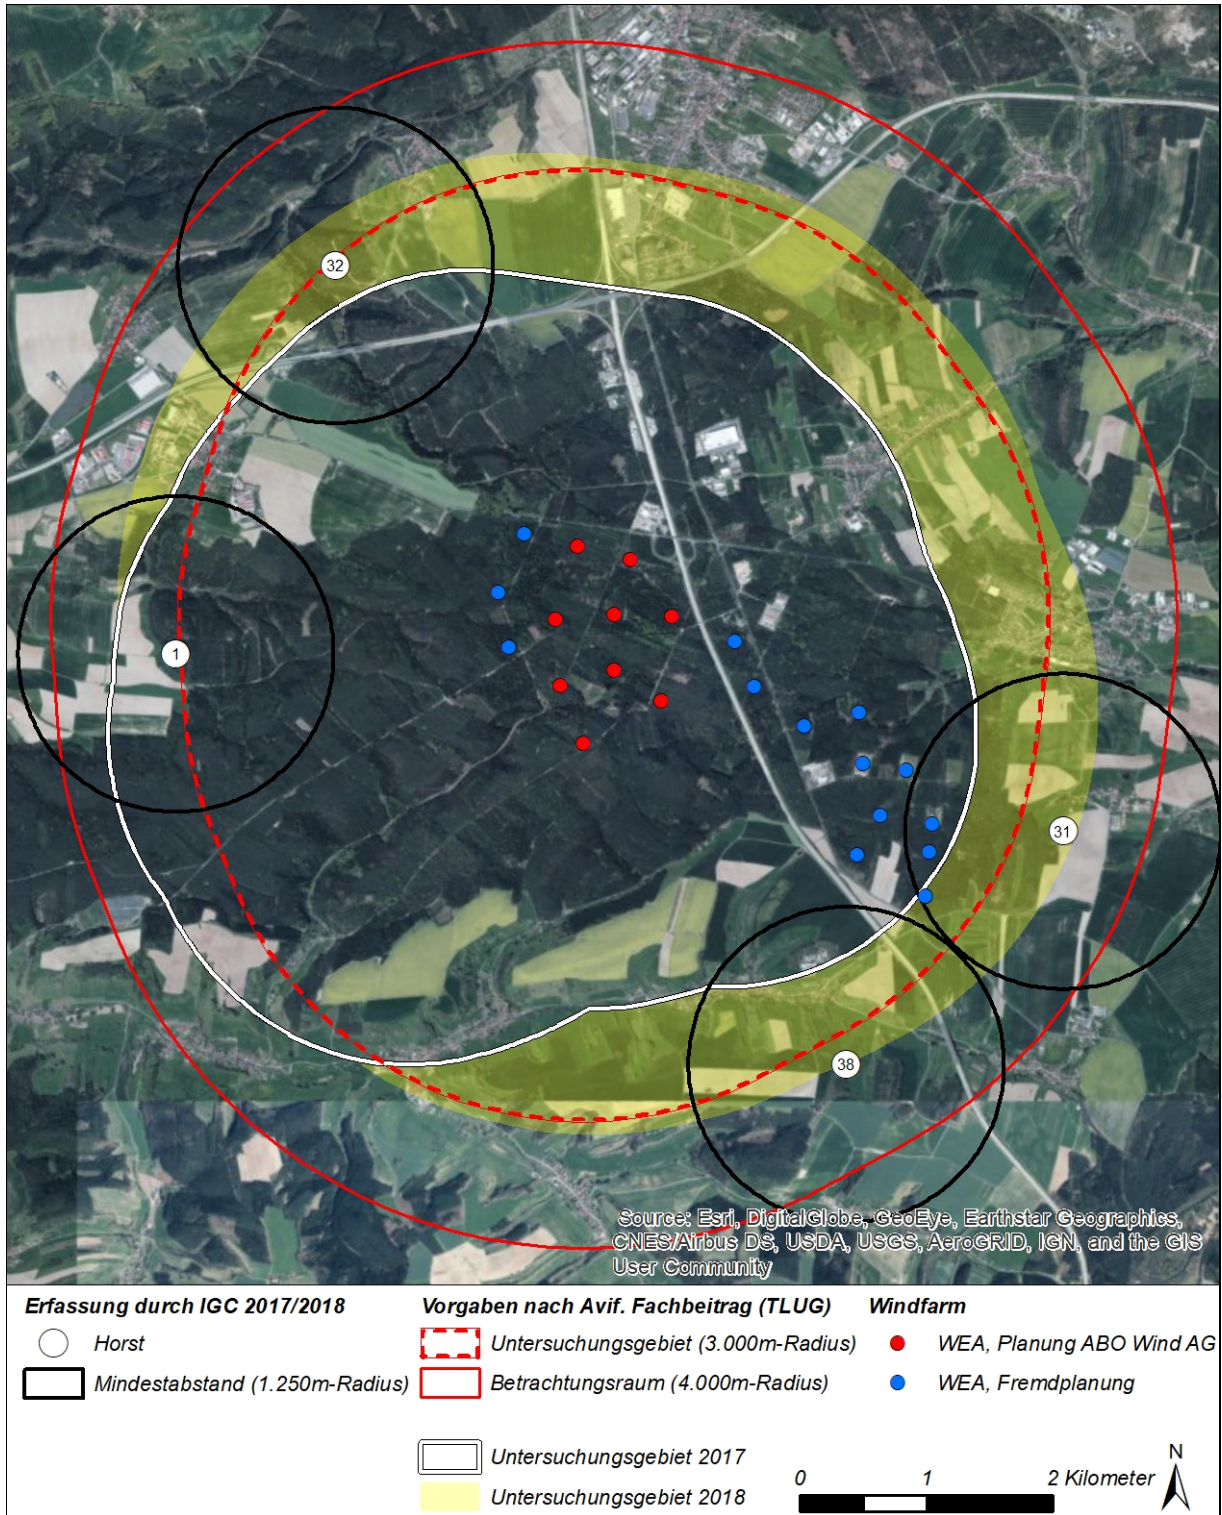 32
1
31
38
Source: Esri, DigitalGlobe, GeoEye, Earthstar Geographics,
CNES/Airbus DS, USDA, USGS, AeroGRID, IGN, and the GIS
User Community
Erfassung durch IGC 2017/2018
Horst
Mindestabstand (1.250m-Radius)
Vorgaben nach Avif. Fachbeitrag (TLUG)
Untersuchungsgebiet (3.000m-Radius)
Betrachtungsraum (4.000m-Radius)
Untersuchungsgebiet 2017
Untersuchungsgebiet 2018
Windfarm
WEA, Planung ABO Wind AG
WEA, Fremdplanung
0 1 2 Kilometer
N